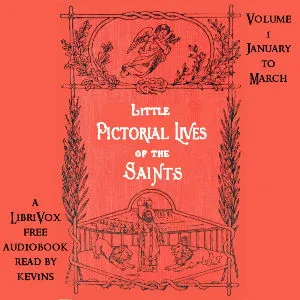 Volume
1
January
to
March
Little
Pictorial Lives
of the
Saints
A
LibriVox
free
audiobook
read by
kevins